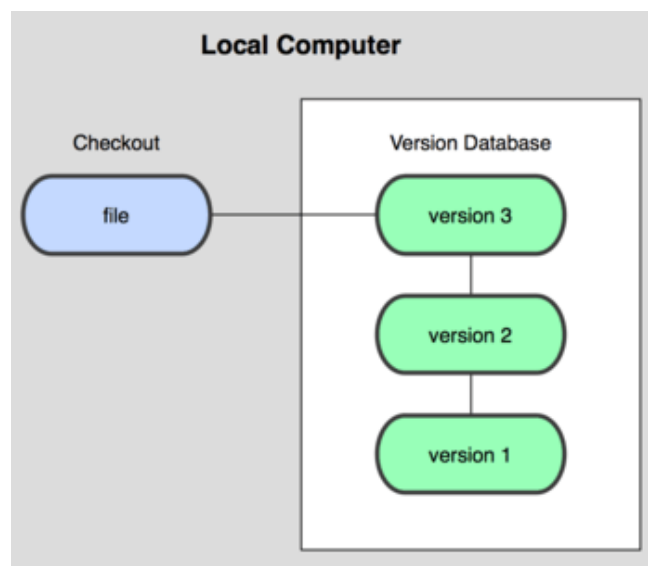 Local Computer
Checkout
Version Database
file
version 3
version 2
version 1